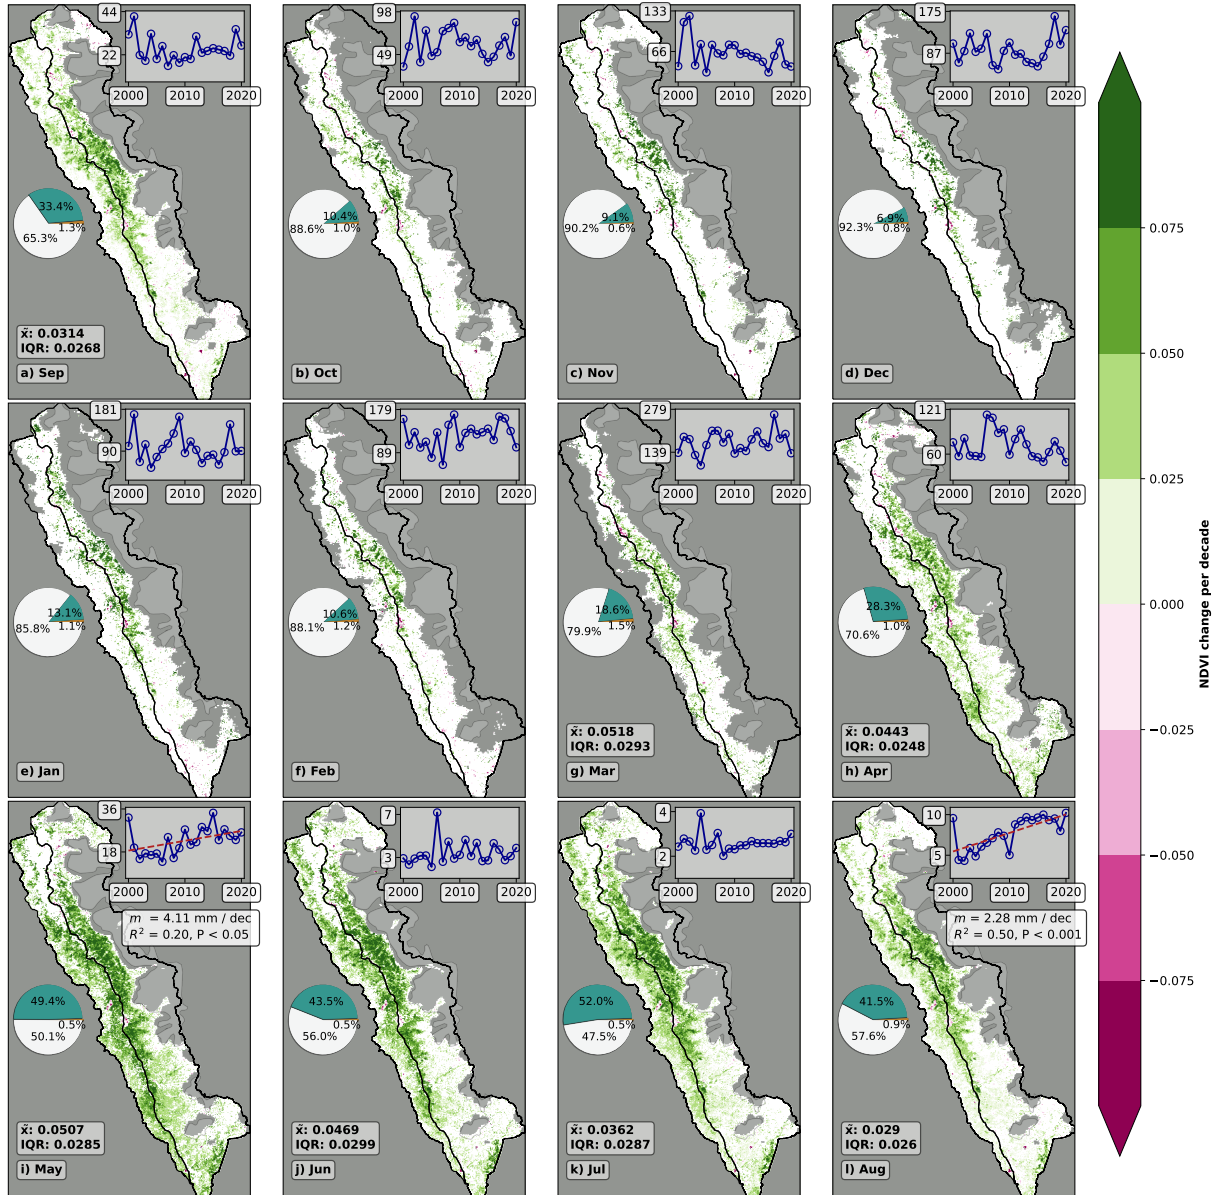 44
22
2000 2010 2020
33.4%
1.3%
65.3%
x̃: 0.0314
IQR: 0.0268
a) Sep
98
49
2000 2010 2020
10.4%
88.6% 1.0%
b) Oct
133
66
2000 2010 2020
9.1%
90.2% 0.6%
c) Nov
175
87
2000 2010 2020
6.9%
92.3% 0.8%
d) Dec
181
90
2000 2010 2020
13.1%
85.8% 1.1%
e) Jan
179
89
2000 2010 2020
10.6%
88.1% 1.2%
f) Feb
279
139
2000 2010 2020
18.6%
79.9% 1.5%
x̃: 0.0518
IQR: 0.0293
g) Mar
121
60
2000 2010 2020
28.3%
1.0%
70.6%
x̃: 0.0443
IQR: 0.0248
h) Apr
36
18
2000 2010 2020
m = 4.11 mm / dec
R² = 0.20, P < 0.05
49.4%
0.5%
50.1%
x̃: 0.0507
IQR: 0.0285
i) May
7
3
2000 2010 2020
43.5%
0.5%
56.0%
x̃: 0.0469
IQR: 0.0299
j) Jun
4
2
2000 2010 2020
52.0%
0.5%
47.5%
x̃: 0.0362
IQR: 0.0287
k) Jul
10
5
2000 2010 2020
m = 2.28 mm / dec
R² = 0.50, P < 0.001
41.5%
0.9%
57.6%
x̃: 0.029
IQR: 0.026
l) Aug
0.075
0.050
0.025
0.000
−0.025
−0.050
−0.075
NDVI change per decade